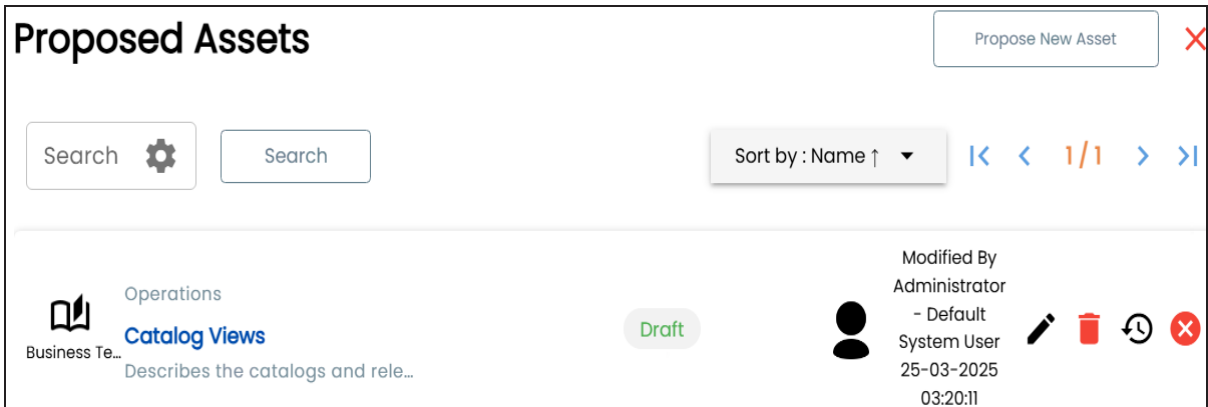 Proposed Assets
Propose New Asset
Search
Search
Sort by : Name ↑
1/1
Operations
Catalog Views
Describes the catalogs and rele...
Business Te...
Draft
Modified By
Administrator
- Default
System User
25-03-2025
03:20:11